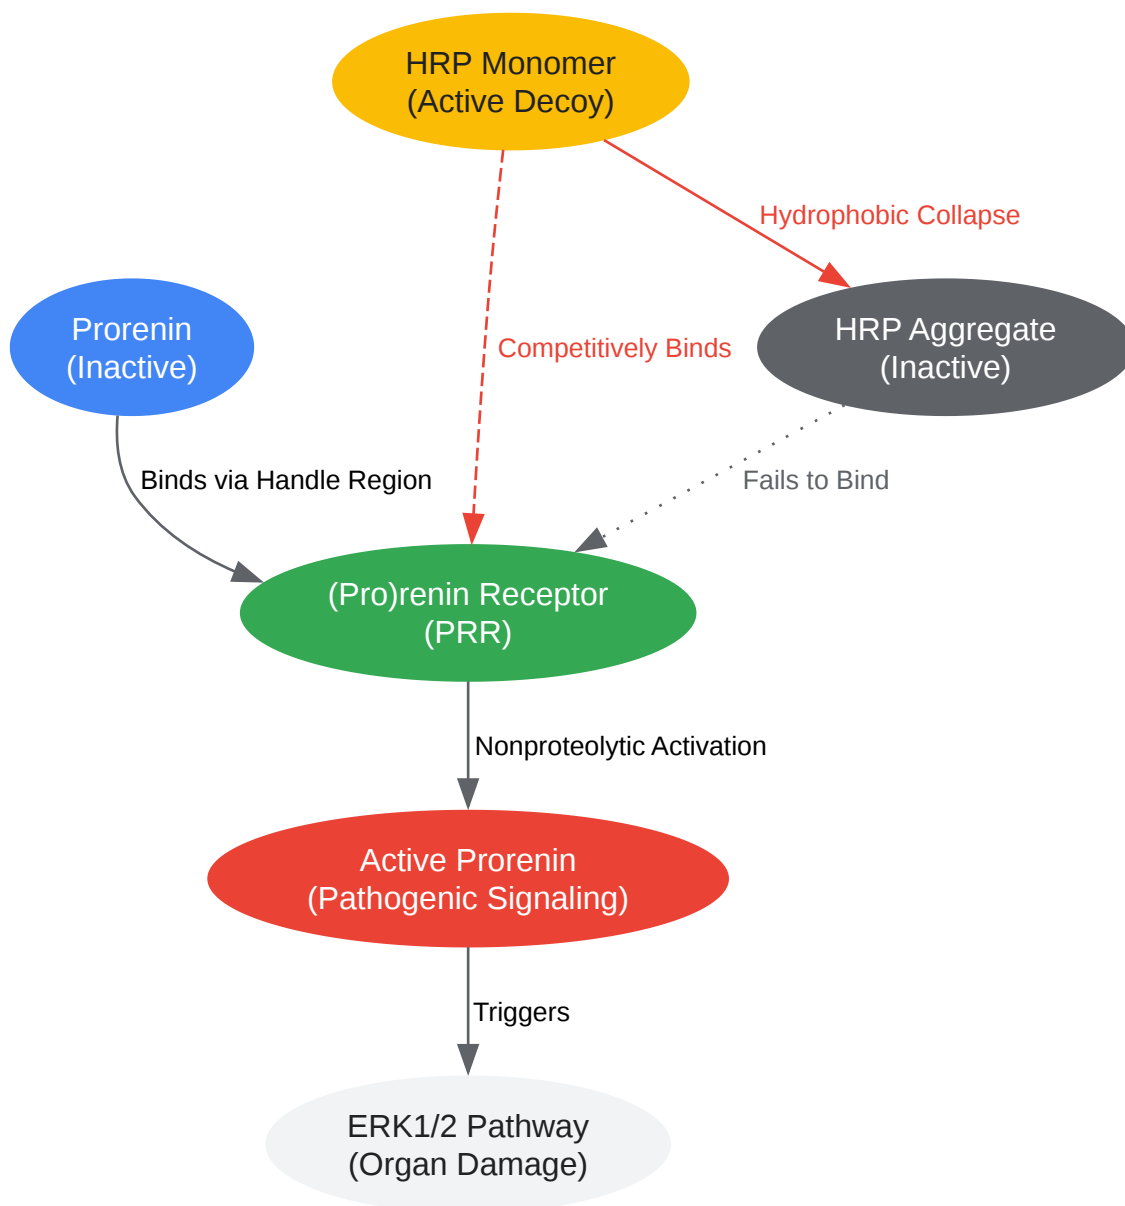 HRP Monomer
(Active Decoy)
Hydrophobic Collapse
Prorenin
(Inactive)
Competitively Binds
HRP Aggregate
(Inactive)
Binds via Handle Region
Fails to Bind
(Pro)renin Receptor
(PRR)
Nonproteolytic Activation
Active Prorenin
(Pathogenic Signaling)
Triggers
ERK1/2 Pathway
(Organ Damage)